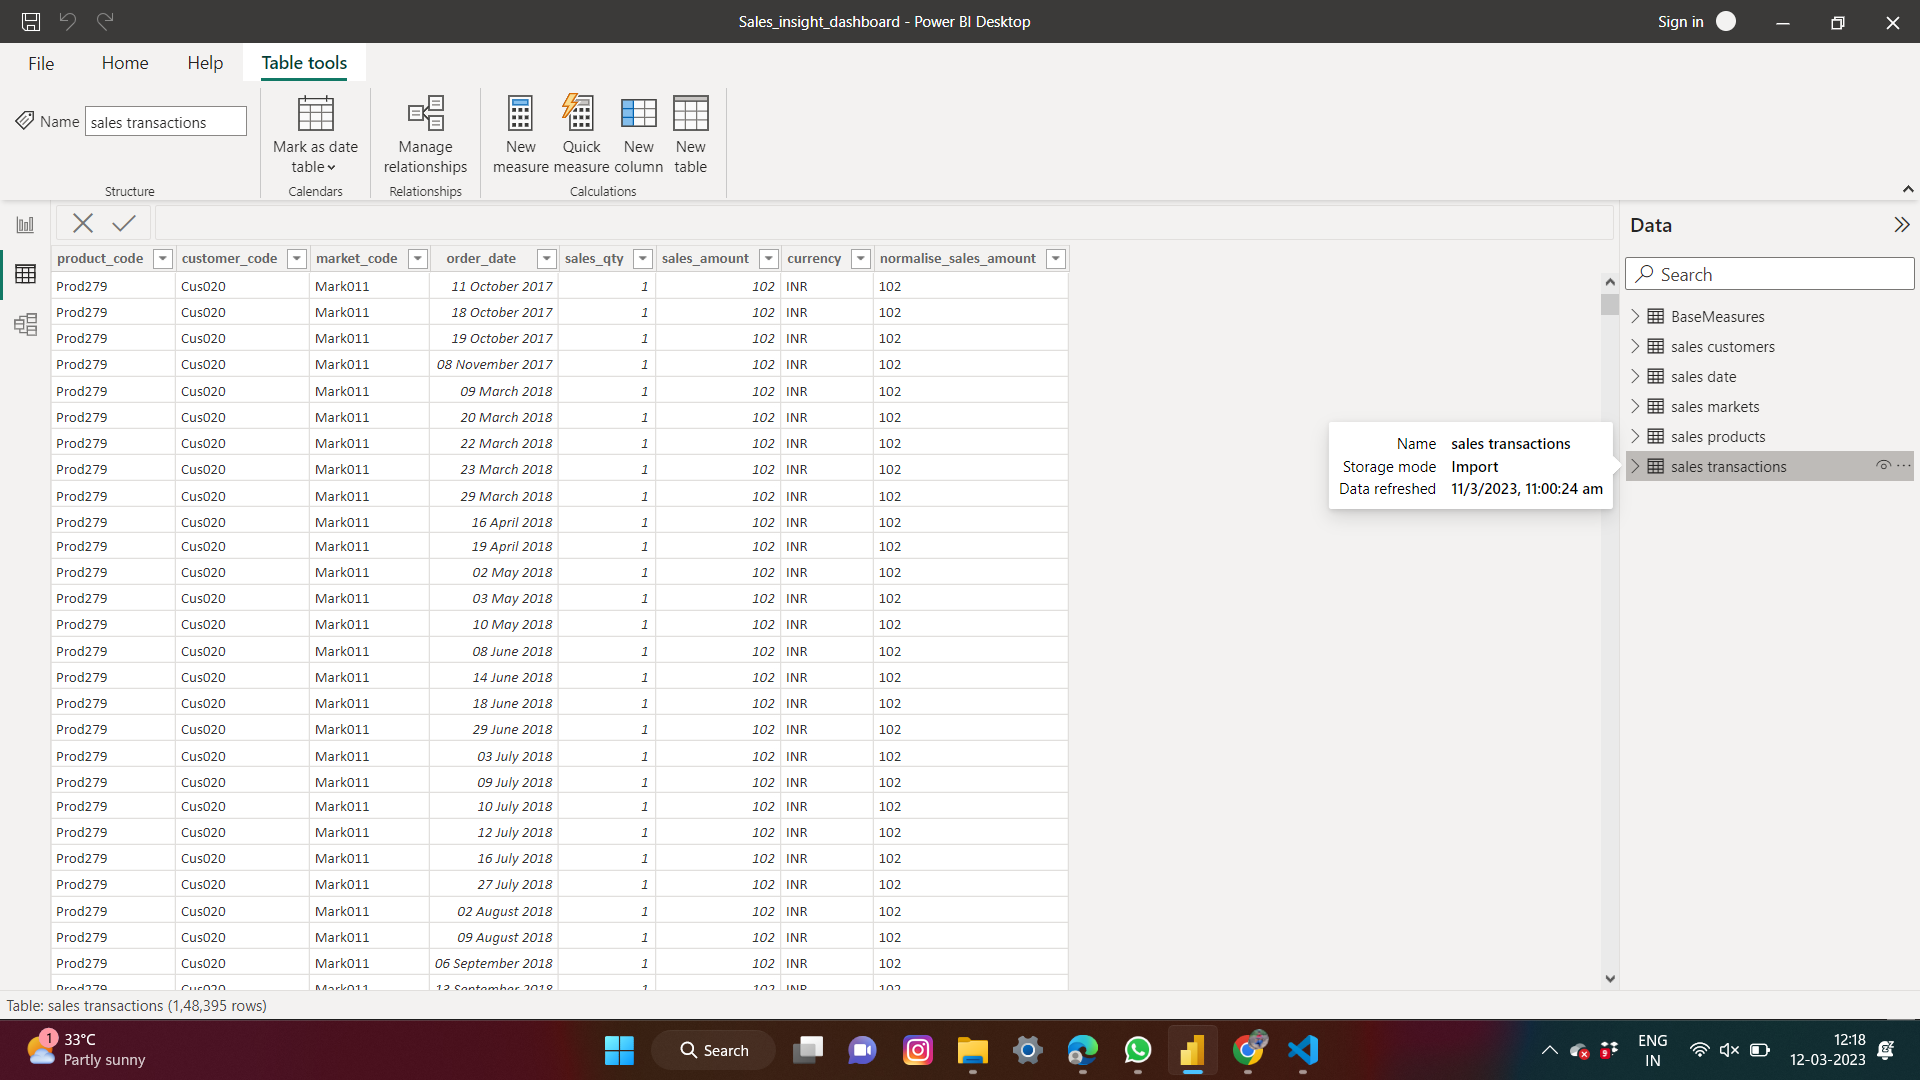 Sales_insight_dashboard - Power BI Desktop
Sign in
File Home Help Table tools
Name sales transactions
Mark as date table
Manage relationships
New measure
Quick measure
New column
New table
Structure Calendars Relationships Calculations
Data
Search
BaseMeasures
sales customers
sales date
sales markets
sales products
sales transactions
Name sales transactions
Storage mode Import
Data refreshed 11/3/2023, 11:00:24 am
product_code customer_code market_code order_date sales_qty sales_amount currency normalise_sales_amount
Prod279 Cus020 Mark011 11 October 2017 1 102 INR 102
Prod279 Cus020 Mark011 18 October 2017 1 102 INR 102
Prod279 Cus020 Mark011 19 October 2017 1 102 INR 102
Prod279 Cus020 Mark011 08 November 2017 1 102 INR 102
Prod279 Cus020 Mark011 09 March 2018 1 102 INR 102
Prod279 Cus020 Mark011 20 March 2018 1 102 INR 102
Prod279 Cus020 Mark011 22 March 2018 1 102 INR 102
Prod279 Cus020 Mark011 23 March 2018 1 102 INR 102
Prod279 Cus020 Mark011 29 March 2018 1 102 INR 102
Prod279 Cus020 Mark011 16 April 2018 1 102 INR 102
Prod279 Cus020 Mark011 19 April 2018 1 102 INR 102
Prod279 Cus020 Mark011 02 May 2018 1 102 INR 102
Prod279 Cus020 Mark011 03 May 2018 1 102 INR 102
Prod279 Cus020 Mark011 10 May 2018 1 102 INR 102
Prod279 Cus020 Mark011 08 June 2018 1 102 INR 102
Prod279 Cus020 Mark011 14 June 2018 1 102 INR 102
Prod279 Cus020 Mark011 18 June 2018 1 102 INR 102
Prod279 Cus020 Mark011 29 June 2018 1 102 INR 102
Prod279 Cus020 Mark011 03 July 2018 1 102 INR 102
Prod279 Cus020 Mark011 09 July 2018 1 102 INR 102
Prod279 Cus020 Mark011 10 July 2018 1 102 INR 102
Prod279 Cus020 Mark011 12 July 2018 1 102 INR 102
Prod279 Cus020 Mark011 16 July 2018 1 102 INR 102
Prod279 Cus020 Mark011 27 July 2018 1 102 INR 102
Prod279 Cus020 Mark011 02 August 2018 1 102 INR 102
Prod279 Cus020 Mark011 09 August 2018 1 102 INR 102
Prod279 Cus020 Mark011 06 September 2018 1 102 INR 102
Prod279 Cus020 Mark011 13 September 2018 1 102 INR 102
Table: sales transactions (1,48,395 rows)
1
33°C
Partly sunny
Search
9
ENG
IN
12:18
12-03-2023